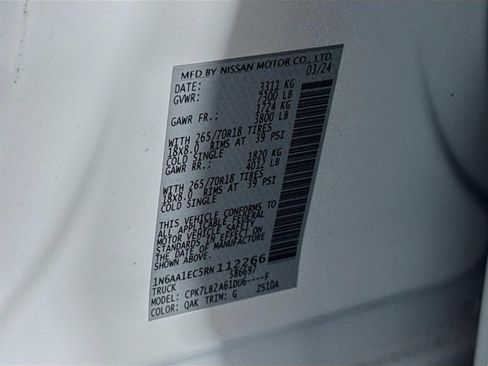 MFD BY NISSAN MOTOR CO., LTD.
DATE: 03/24
GVWR: 3311 KG
7300 LB
GAWR FR.: 1724 KG
3800 LB
WITH 265/70R18 TIRES
18X8.0 RIMS AT 39 PSI
COLD SINGLE
GAWR RR.: 1820 KG
4012 LB
WITH 265/70R18 TIRES
18X8.0 RIMS AT 39 PSI
COLD SINGLE
THIS VEHICLE CONFORMS TO
ALL APPLICABLE FEDERAL
MOTOR VEHICLE SAFETY
STANDARDS IN EFFECT ON
THE DATE OF MANUFACTURE
SHOWN ABOVE.
1N6AA1EC5RN112266
TRUCK 586697
MODEL: CPK7LB2A61DU6----F
COLOR: QAK TRIM: G 2S1DA